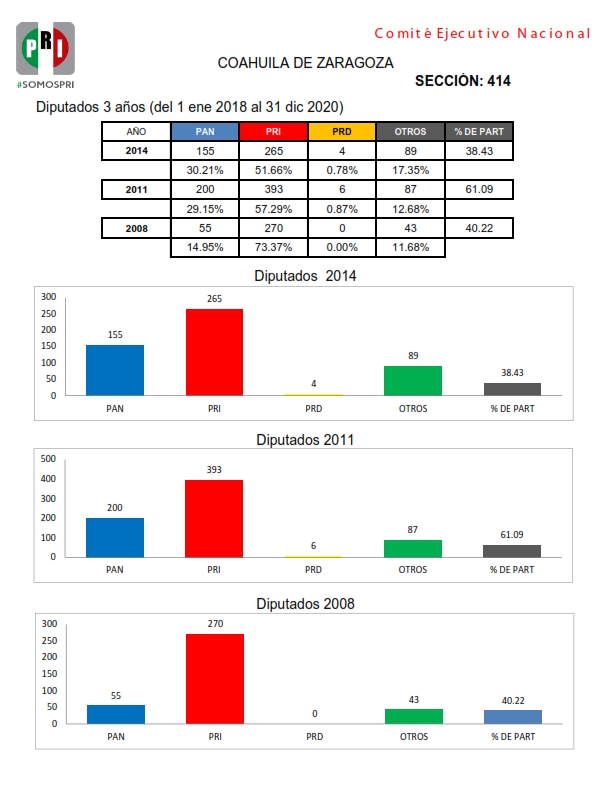 PRI
#SOMOSPRI
Comité Ejecutivo Nacional
COAHUILA DE ZARAGOZA
SECCIÓN: 414
Diputados 3 años (del 1 ene 2018 al 31 dic 2020)
AÑO PAN PRI PRD OTROS % DE PART
2014 155 265 4 89 38.43
30.21% 51.66% 0.78% 17.35%
2011 200 393 6 87 61.09
29.15% 57.29% 0.87% 12.68%
2008 55 270 0 43 40.22
14.95% 73.37% 0.00% 11.68%
Diputados 2014
300
250
200
150
100
50
0
155 265 4 89 38.43
PAN PRI PRD OTROS % DE PART
Diputados 2011
500
400
300
200
100
0
200 393 6 87 61.09
PAN PRI PRD OTROS % DE PART
Diputados 2008
300
250
200
150
100
50
0
55 270 0 43 40.22
PAN PRI PRD OTROS % DE PART